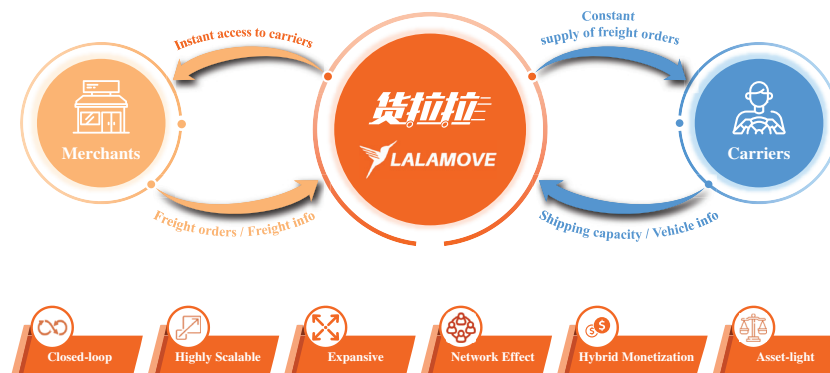 Instant access to carriers
Constant
supply of freight orders
货拉拉
LALAMOVE
Merchants
Carriers
Freight orders / Freight info
Shipping capacity / Vehicle info
Closed-loop
Highly Scalable
Expansive
Network Effect
Hybrid Monetization
Asset-light